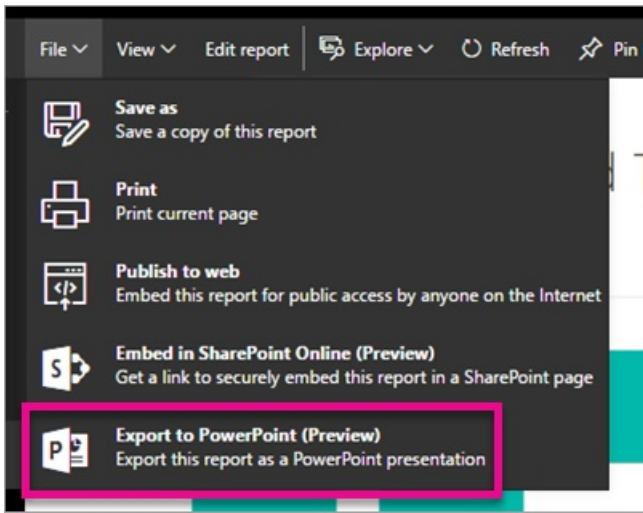 File View Edit report Explore Refresh Pin
Save as
Save a copy of this report
Print
Print current page
Publish to web
Embed this report for public access by anyone on the Internet
Embed in SharePoint Online (Preview)
Get a link to securely embed this report in a SharePoint page
Export to PowerPoint (Preview)
Export this report as a PowerPoint presentation